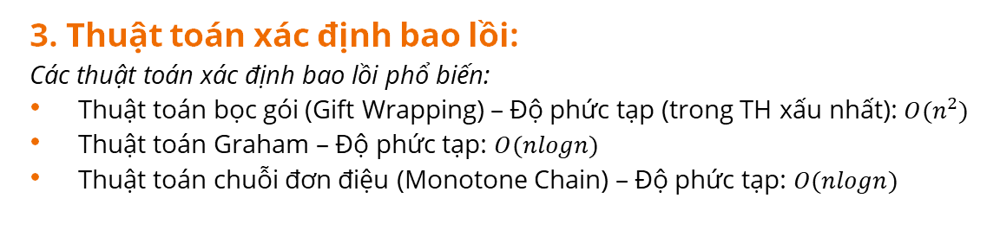 3. Thuật toán xác định bao lồi:
Các thuật toán xác định bao lồi phổ biến:
• Thuật toán bọc gói (Gift Wrapping) – Độ phức tạp (trong TH xấu nhất): O(n²)
• Thuật toán Graham – Độ phức tạp: O(nlogn)
• Thuật toán chuỗi đơn điệu (Monotone Chain) – Độ phức tạp: O(nlogn)